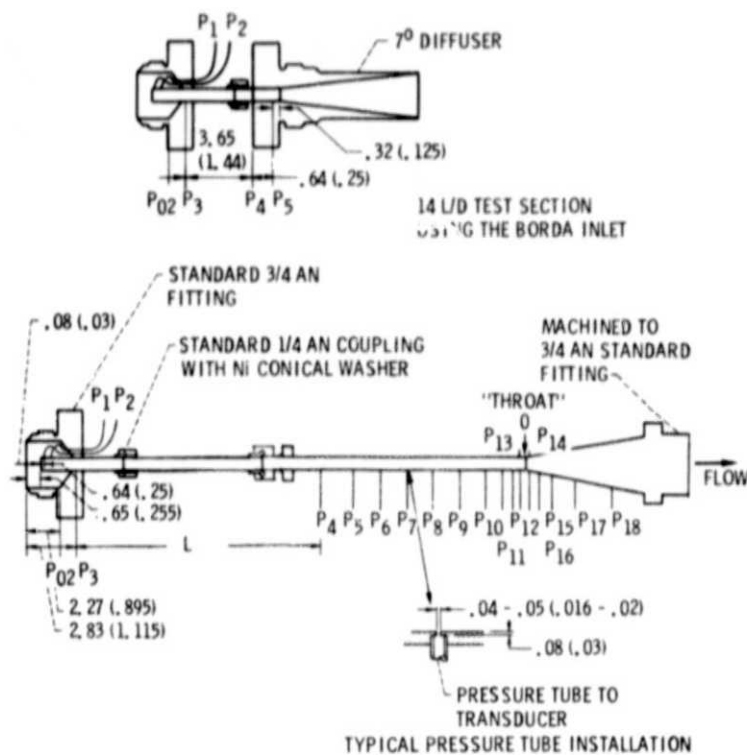 P1 P2
7° DIFFUSER
3.65
(1.44)
.32 (.125)
.64 (.25)
P02 P3 P4 P5
14 L/D TEST SECTION
USING THE BORDA INLET
STANDARD 3/4 AN
FITTING
.08 (.03)
STANDARD 1/4 AN COUPLING
WITH Ni CONICAL WASHER
MACHINED TO
3/4 AN STANDARD
FITTING
"THROAT"
0
P1 P2
P13 P14
FLOW
.64 (.25)
.65 (.255)
P4 P5 P6 P7 P8 P9 P10 P12 P15 P17 P18
P11 P16
L
P02 P3
2.27 (.895)
2.83 (1.115)
.04 - .05 (.016 - .02)
.08 (.03)
PRESSURE TUBE TO
TRANSDUCER
TYPICAL PRESSURE TUBE INSTALLATION